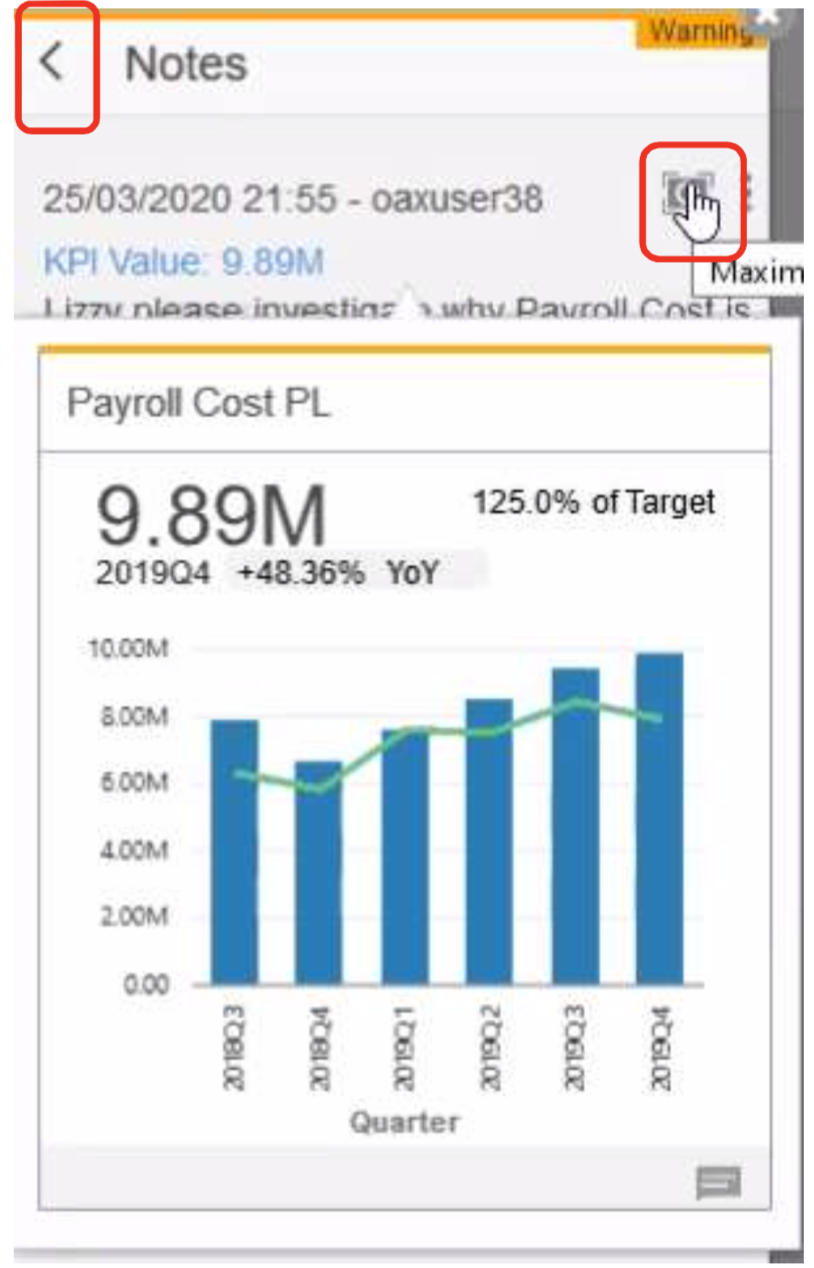 Warning
Notes
25/03/2020 21:55 - oaxuser38
KPI Value: 9.89M
Maxim
Lizzy please investiga why Payroll Cost is
Payroll Cost PL
9.89M
125.0% of Target
2019Q4 +48.36% YoY
10.00M
8.00M
6.00M
4.00M
2.00M
0.00
2018Q3
2018Q4
2019Q1
2019Q2
2019Q3
2019Q4
Quarter